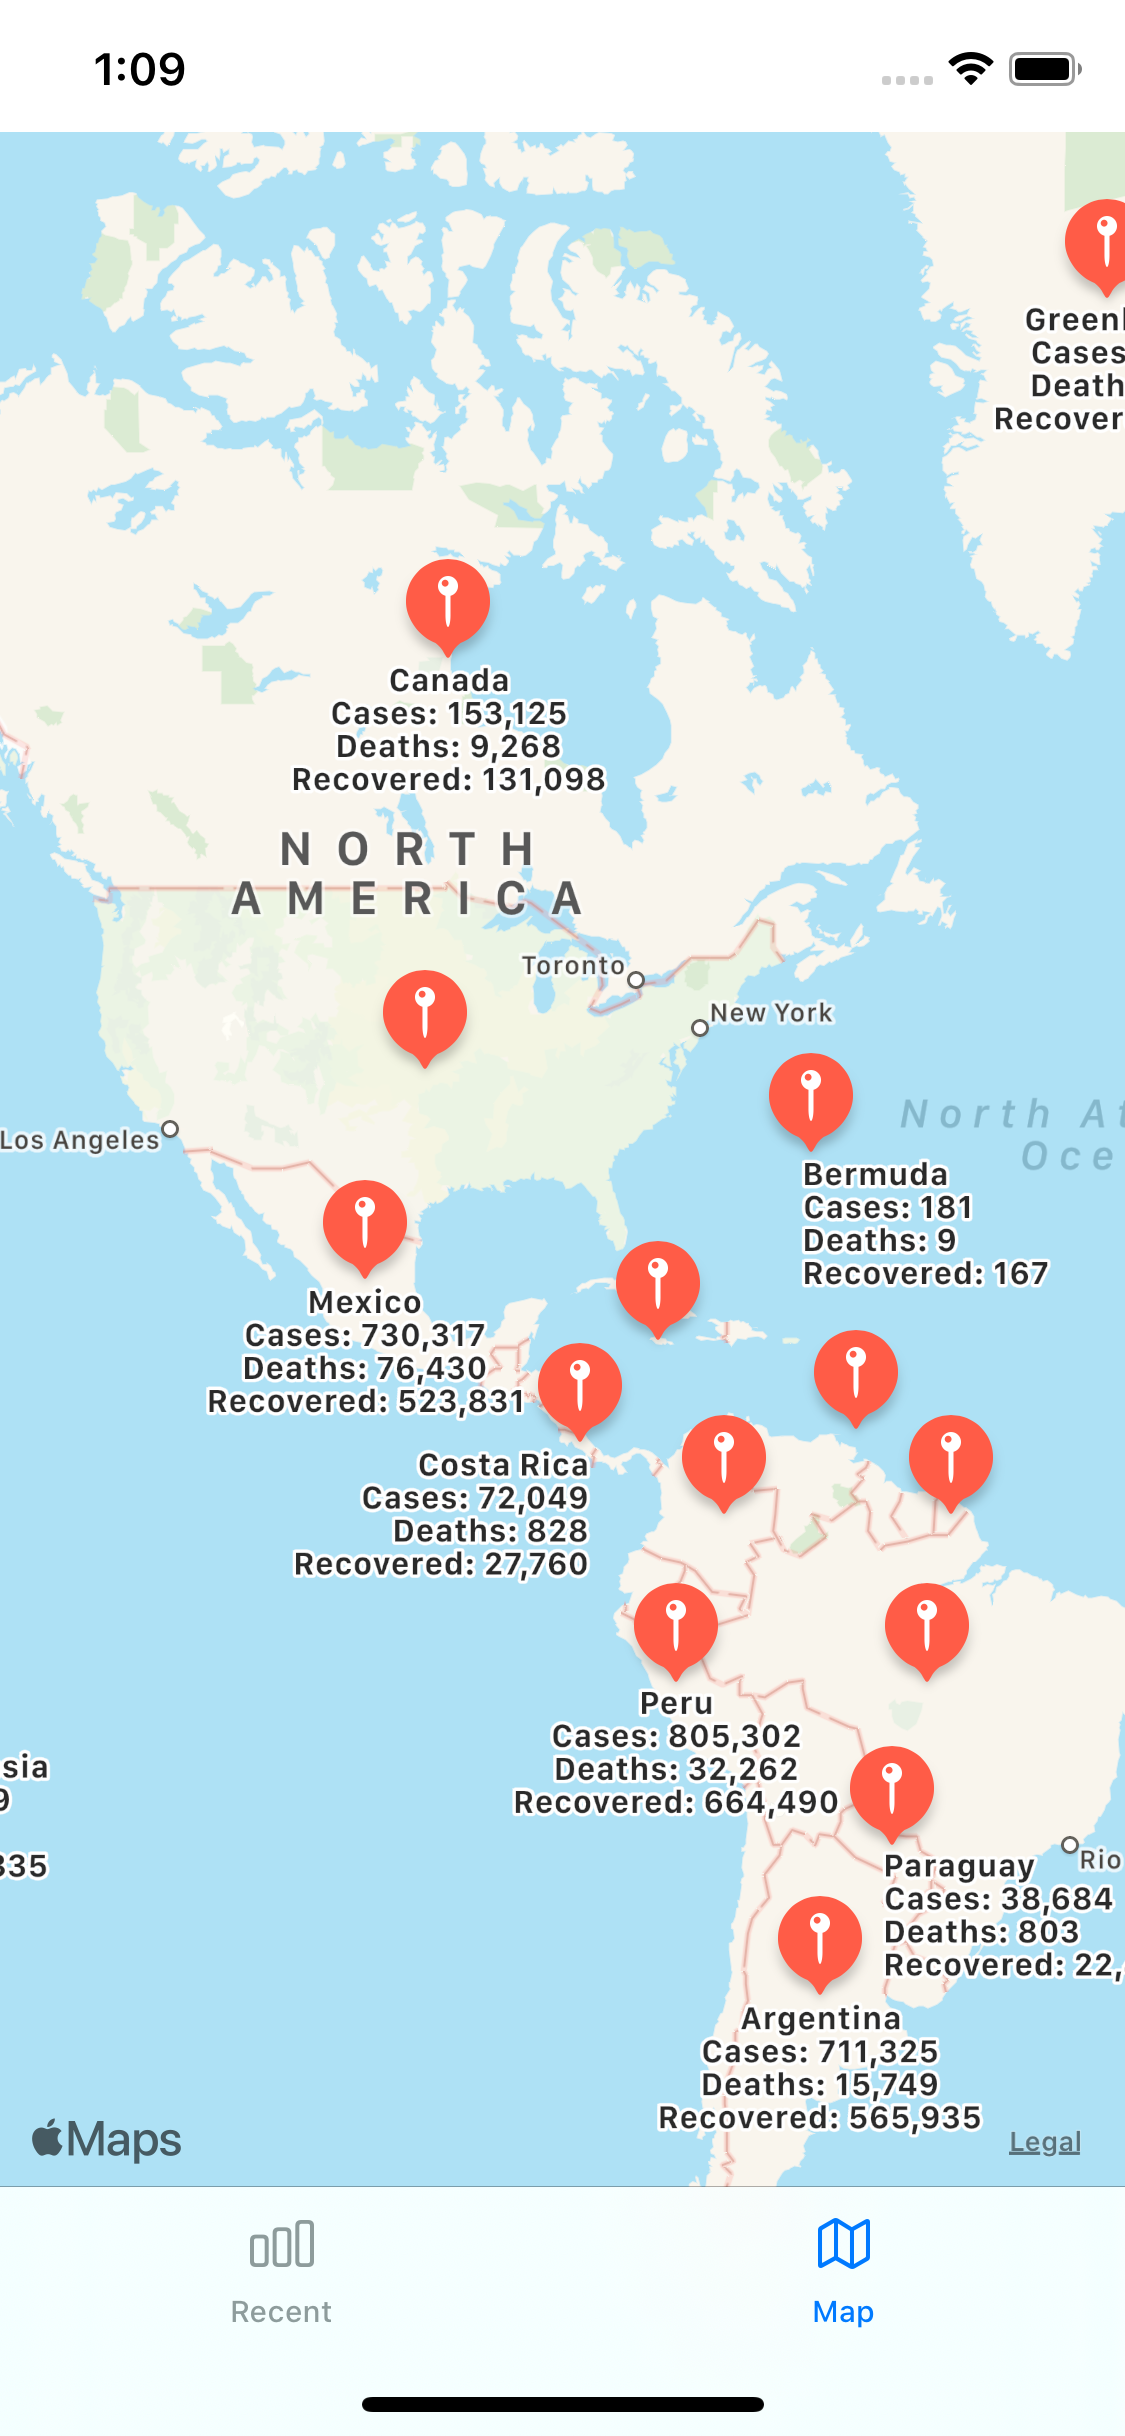 1:09
Greenl
Cases
Death
Recover
Canada
Cases: 153,125
Deaths: 9,268
Recovered: 131,098
NORTH
AMERICA
Toronto
New York
North At
Oce
Los Angeles
Bermuda
Cases: 181
Deaths: 9
Recovered: 167
Mexico
Cases: 730,317
Deaths: 76,430
Recovered: 523,831
Costa Rica
Cases: 72,049
Deaths: 828
Recovered: 27,760
Peru
Cases: 805,302
Deaths: 32,262
Recovered: 664,490
sia
9
335
Rio
Paraguay
Cases: 38,684
Deaths: 803
Recovered: 22,
Argentina
Cases: 711,325
Deaths: 15,749
Recovered: 565,935
Maps
Legal
Recent
Map